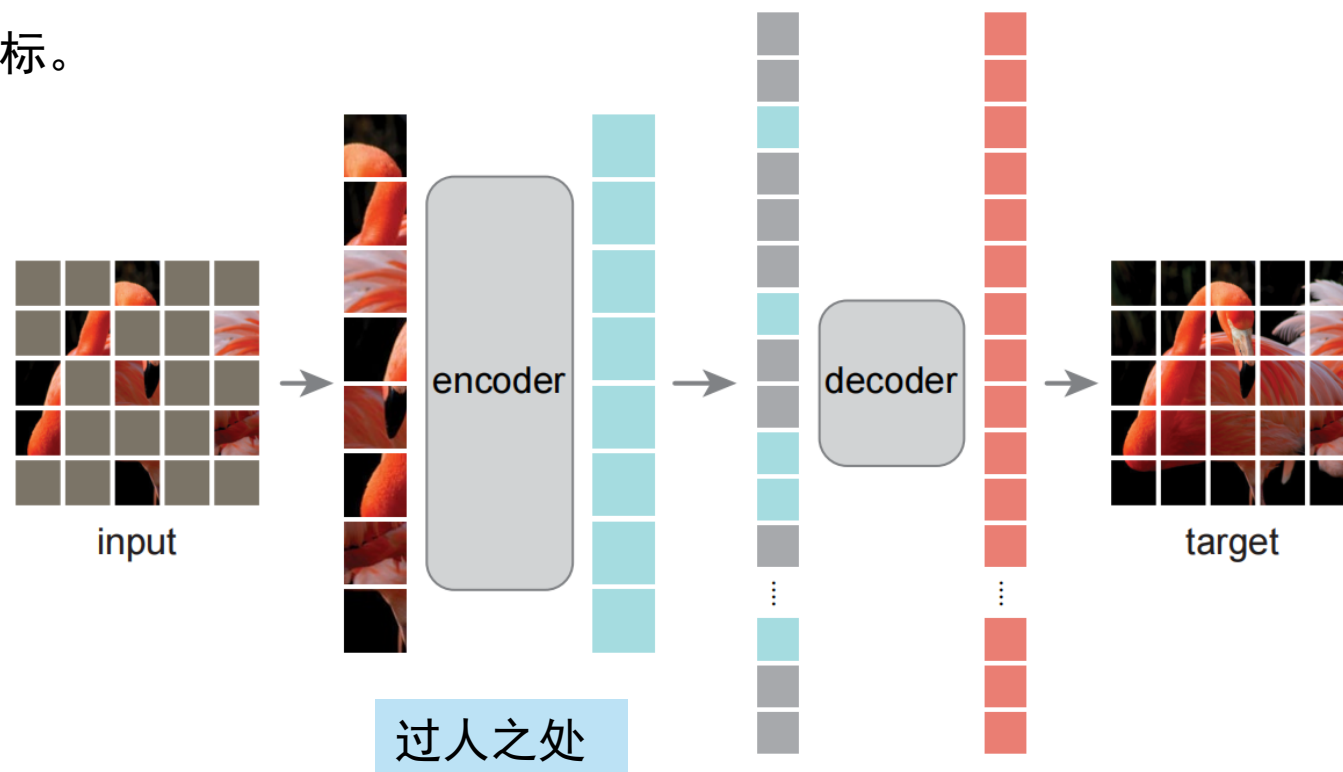 标。
encoder
decoder
input
target
过人之处